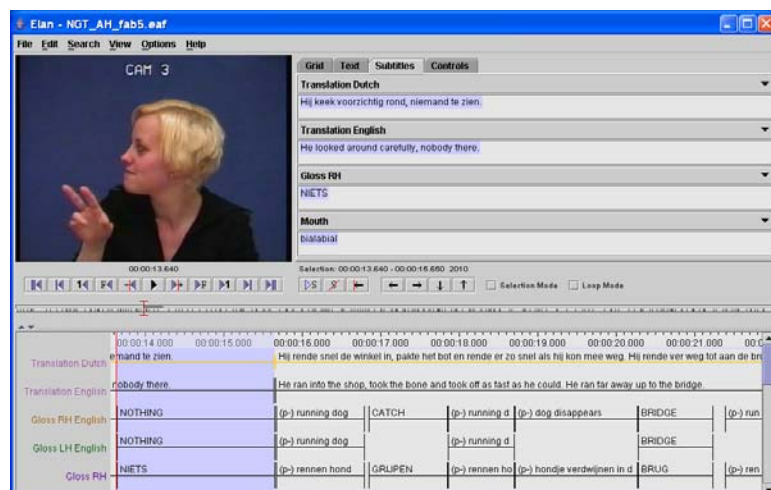 Elan - NGT_AH_fab5.eaf
File Edit Search View Options Help
CAM 3
Grid Text Subtitles Controls
Translation Dutch
Hij keek voorzichtig rond, niemand te zien.
Translation English
He looked around carefully, nobody there.
Gloss RH
NIETS
Mouth
bialabial
00:00:13.640
Selection: 00:00:13.640 - 00:00:15.650 2010
Selection Mode Loop Mode
00:00:14.000 00:00:15.000 00:00:16.000 00:00:17.000 00:00:18.000 00:00:19.000 00:00:20.000 00:00:21.000
Translation Dutch emand te zien. Hij rende snel de winkel in, pakte het bot en rende er zo snel als hij kon mee weg. Hij rende ver weg tot aan de
Translation English nobody there. He ran into the shop, took the bone and took off as fast as he could. He ran far away up to the bridge.
Gloss RH English NOTHING (p-) running dog CATCH (p-) running d (p-) dog disappears BRIDGE (p-) run
Gloss LH English NOTHING (p-) running dog (p-) running d BRIDGE
Gloss RH NIETS (p-) rennen hond GRIJPEN (p-) rennen ho (p-) hondje verdwijnen in d BRUG (p-) ren